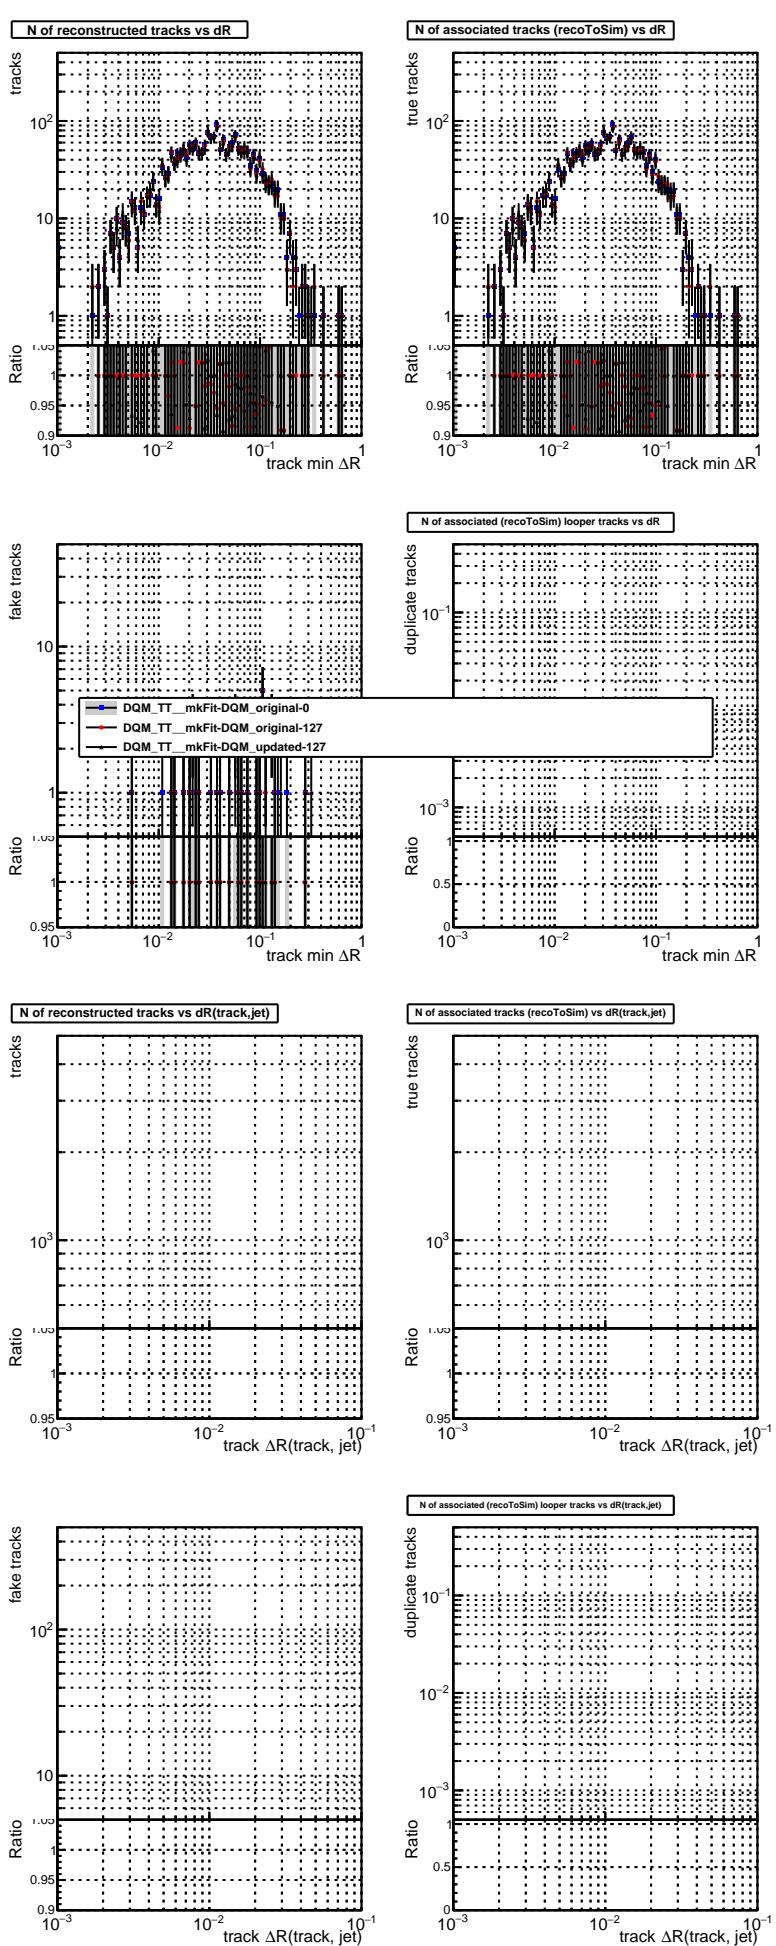 N of reconstructed tracks vs dR
tracks
10²
10
1
Ratio
1.05
1
0.95
0.9
10⁻³ 10⁻² 10⁻¹ 1
track min ΔR
N of associated tracks (recoToSim) vs dR
true tracks
10²
10
1
Ratio
1.05
1
0.95
0.9
10⁻³ 10⁻² 10⁻¹ 1
track min ΔR
fake tracks
10
1
Ratio
1.05
1
0.95
10⁻³ 10⁻² 10⁻¹ 1
track min ΔR
N of associated (recoToSim) looper tracks vs dR
duplicate tracks
10⁻¹
10⁻³
Ratio
1
0.5
0
10⁻³ 10⁻² 10⁻¹ 1
track min ΔR
DQM_TT__mkFit-DQM_original-0
DQM_TT__mkFit-DQM_original-127
DQM_TT__mkFit-DQM_updated-127
N of reconstructed tracks vs dR(track,jet)
tracks
10³
Ratio
1.05
1
0.95
10⁻³ 10⁻² 10⁻¹
track ΔR(track, jet)
N of associated tracks (recoToSim) vs dR(track,jet)
true tracks
10³
Ratio
1.05
1
0.95
10⁻³ 10⁻² 10⁻¹
track ΔR(track, jet)
fake tracks
10²
10
Ratio
1.05
1
0.95
0.9
10⁻³ 10⁻² 10⁻¹
track ΔR(track, jet)
N of associated (recoToSim) looper tracks vs dR(track,jet)
duplicate tracks
10⁻¹
10⁻²
10⁻³
Ratio
1
0.5
0
10⁻³ 10⁻² 10⁻¹
track ΔR(track, jet)